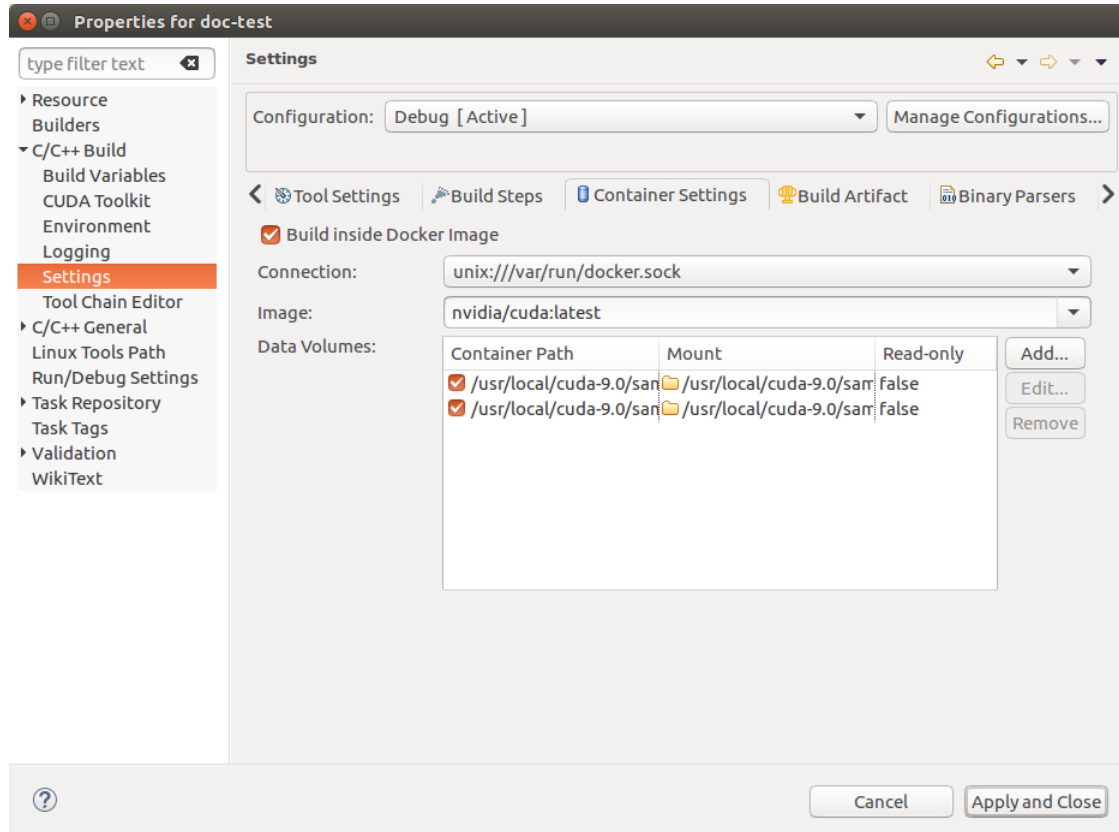 Properties for doc-test
type filter text
Resource
Builders
C/C++ Build
Build Variables
CUDA Toolkit
Environment
Logging
Settings
Tool Chain Editor
C/C++ General
Linux Tools Path
Run/Debug Settings
Task Repository
Task Tags
Validation
WikiText
Settings
Configuration: Debug [Active] Manage Configurations...
Tool Settings Build Steps Container Settings Build Artifact Binary Parsers
Build inside Docker Image
Connection: unix:///var/run/docker.sock
Image: nvidia/cuda:latest
Data Volumes:
Container Path Mount Read-only
/usr/local/cuda-9.0/san /usr/local/cuda-9.0/sam false
/usr/local/cuda-9.0/san /usr/local/cuda-9.0/sam false
Add...
Edit...
Remove
Cancel Apply and Close